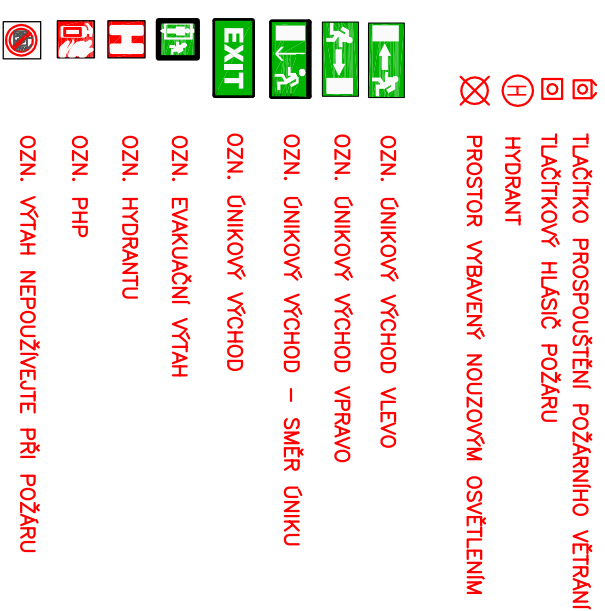 TLAČÍTKO PROSPOUŠTĚNÍ POŽÁRNÍHO VĚTRÁNÍ
TLAČÍTKOVÝ HLÁSIČ POŽÁRU
H HYDRANT
PROSTOR VYBAVENÝ NOUZOVÝM OSVĚTLENÍM
OZN. ÚNIKOVÝ VÝCHOD VLEVO
OZN. ÚNIKOVÝ VÝCHOD VPRAVO
OZN. ÚNIKOVÝ VÝCHOD – SMĚR ÚNIKU
EXIT OZN. ÚNIKOVÝ VÝCHOD
OZN. EVAKUAČNÍ VÝTAH
H OZN. HYDRANTU
OZN. PHP
OZN. VÝTAH NEPOUŽÍVEJTE PŘI POŽÁRU